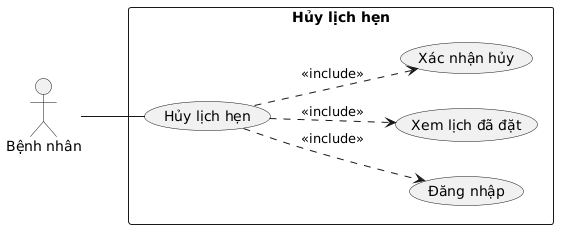 Hủy lịch hẹn
Xác nhận hủy
«include»
Hủy lịch hẹn
«include»
Xem lịch đã đặt
«include»
Bệnh nhân
Đăng nhập